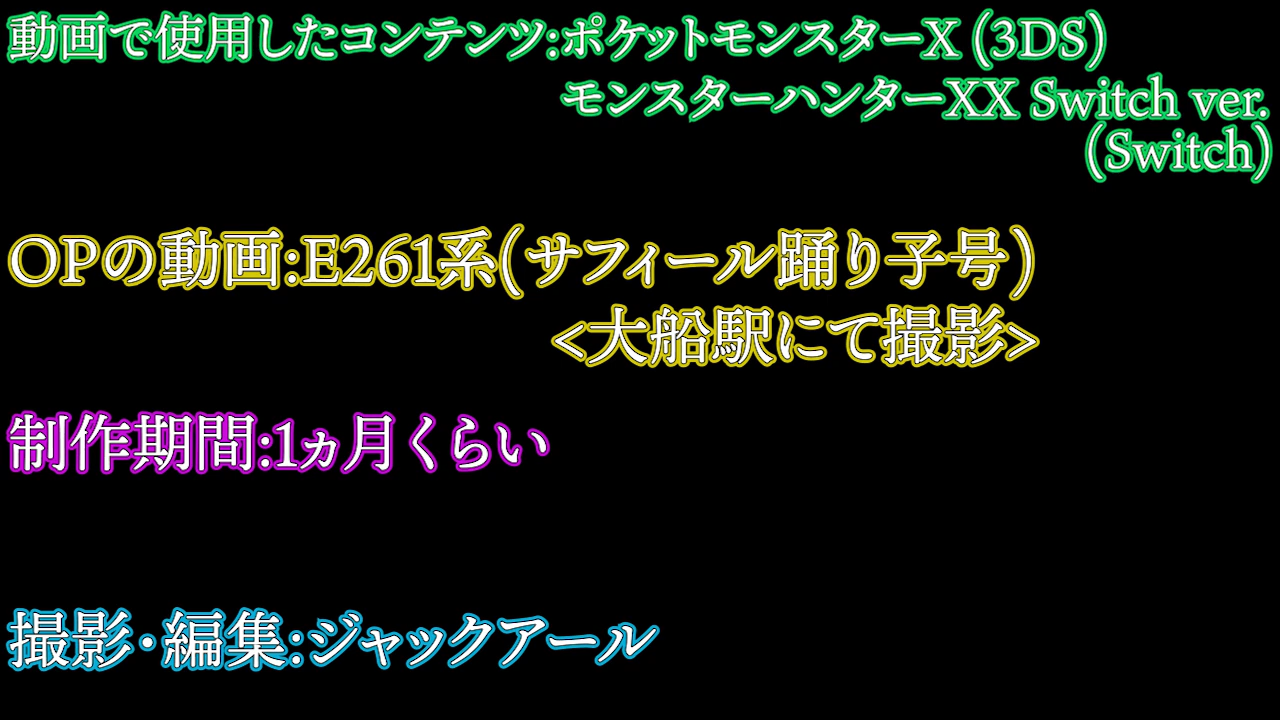 動画で使用したコンテンツ:ポケットモンスターX (3DS)
モンスターハンターXX Switch ver.
(Switch)
OPの動画:E261系(サフィール踊り子号)
<大船駅にて撮影>
制作期間:1ヵ月くらい
撮影・編集:ジャックアール